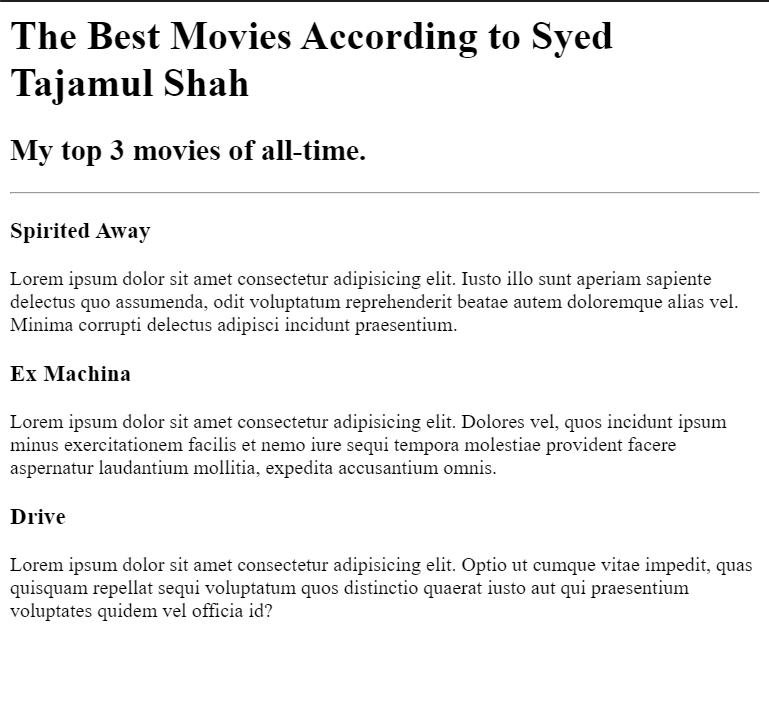 The Best Movies According to Syed
Tajamul Shah
My top 3 movies of all-time.
Spirited Away
Lorem ipsum dolor sit amet consectetur adipisicing elit. Iusto illo sunt aperiam sapiente
delectus quo assumenda, odit voluptatum reprehenderit beatae autem doloremque alias vel.
Minima corrupti delectus adipisci incidunt praesentium.
Ex Machina
Lorem ipsum dolor sit amet consectetur adipisicing elit. Dolores vel, quos incidunt ipsum
minus exercitationem facilis et nemo iure sequi tempora molestiae provident facere
aspernatur laudantium mollitia, expedita accusantium omnis.
Drive
Lorem ipsum dolor sit amet consectetur adipisicing elit. Optio ut cumque vitae impedit, quas
quisquam repellat sequi voluptatum quos distinctio quaerat iusto aut qui praesentium
voluptates quidem vel officia id?